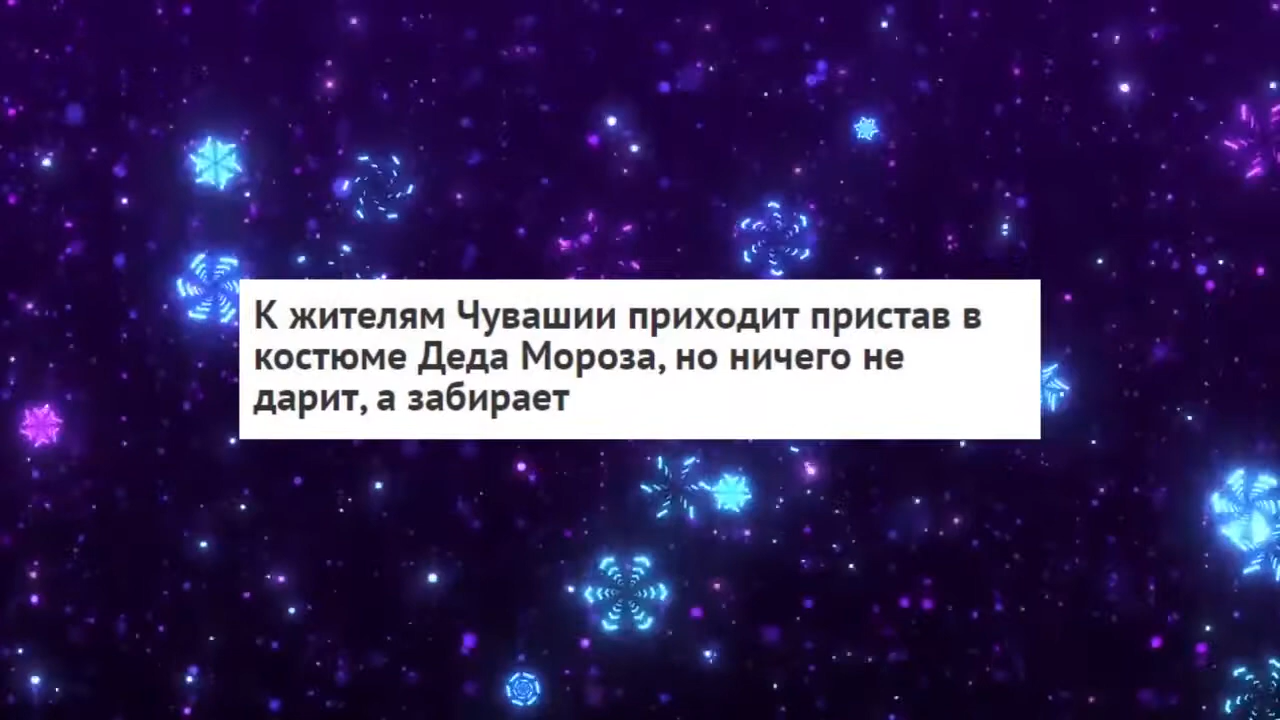 К жителям Чувашии приходит пристав в
костюме Деда Мороза, но ничего не
дарит, а забирает